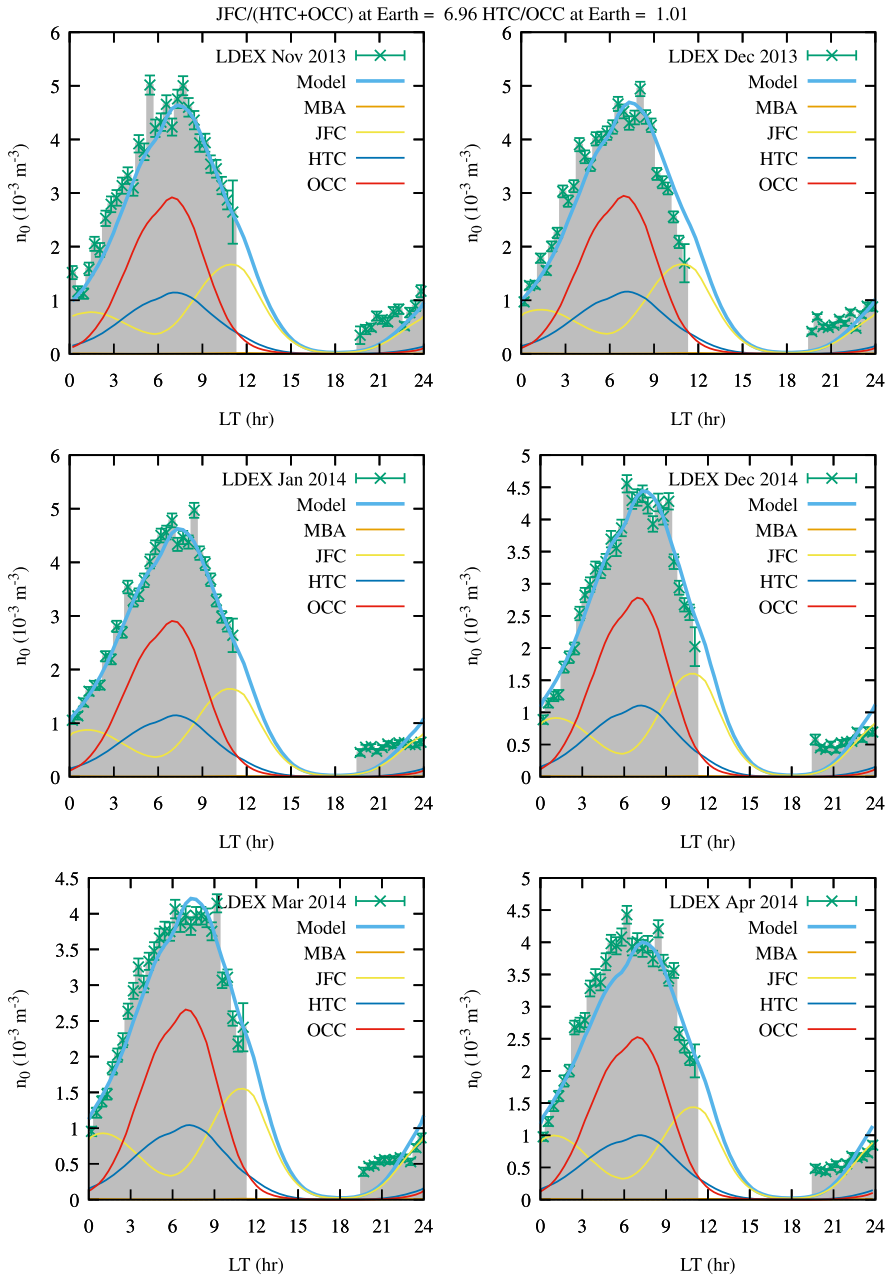 JFC/(HTC+OCC) at Earth = 6.96 HTC/OCC at Earth = 1.01
6
5
4
3
2
1
0
n0 (10-3 m-3)
LDEX Nov 2013
Model
MBA
JFC
HTC
OCC
0 3 6 9 12 15 18 21 24
LT (hr)
6
5
4
3
2
1
0
n0 (10-3 m-3)
LDEX Dec 2013
Model
MBA
JFC
HTC
OCC
0 3 6 9 12 15 18 21 24
LT (hr)
6
5
4
3
2
1
0
n0 (10-3 m-3)
LDEX Jan 2014
Model
MBA
JFC
HTC
OCC
0 3 6 9 12 15 18 21 24
LT (hr)
5
4.5
4
3.5
3
2.5
2
1.5
1
0.5
0
n0 (10-3 m-3)
LDEX Dec 2014
Model
MBA
JFC
HTC
OCC
0 3 6 9 12 15 18 21 24
LT (hr)
4.5
4
3.5
3
2.5
2
1.5
1
0.5
0
n0 (10-3 m-3)
LDEX Mar 2014
Model
MBA
JFC
HTC
OCC
0 3 6 9 12 15 18 21 24
LT (hr)
5
4.5
4
3.5
3
2.5
2
1.5
1
0.5
0
n0 (10-3 m-3)
LDEX Apr 2014
Model
MBA
JFC
HTC
OCC
0 3 6 9 12 15 18 21 24
LT (hr)